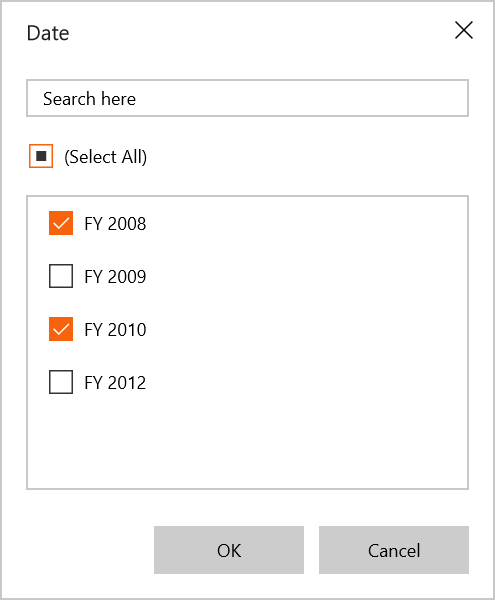 Date
Search here
(Select All)
FY 2008
FY 2009
FY 2010
FY 2012
OK Cancel